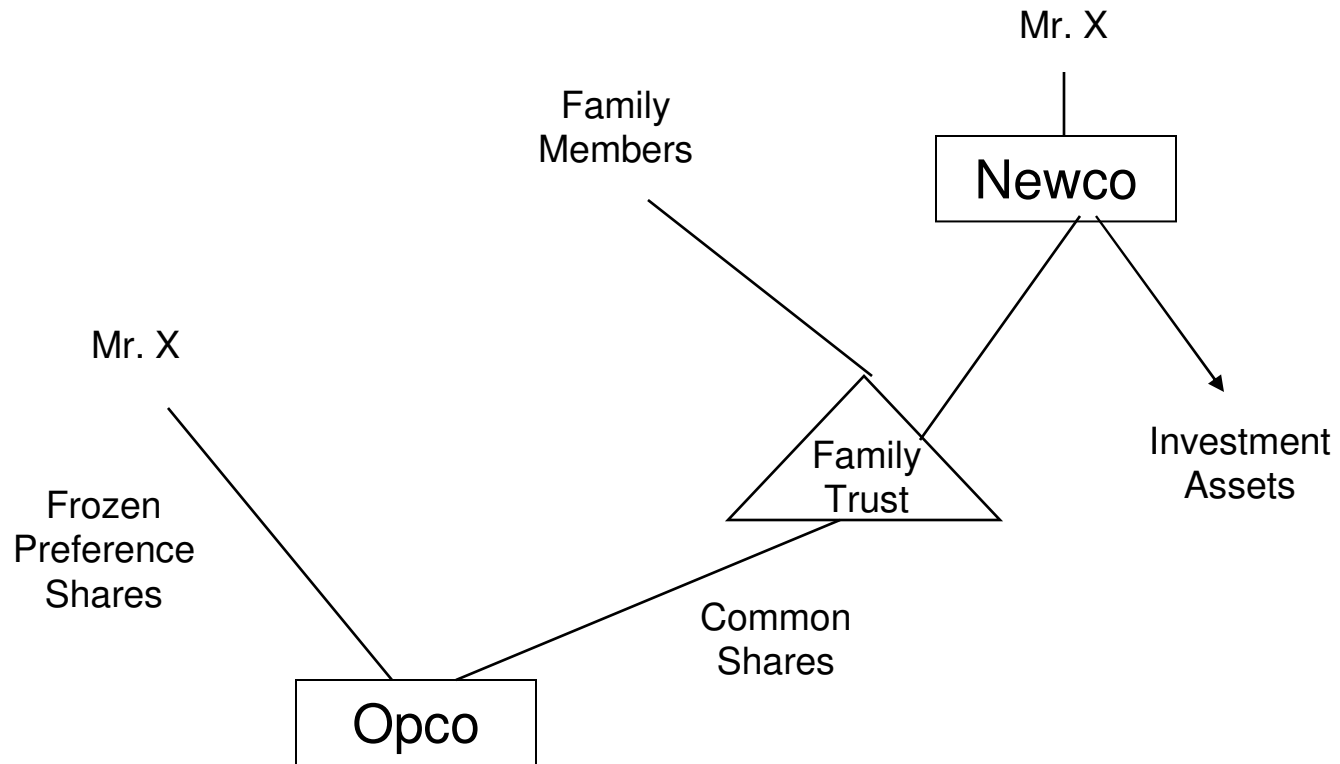 Mr. X
Family
Members
Newco
Mr. X
Investment
Assets
Family
Trust
Frozen
Preference
Shares
Common
Shares
Opco